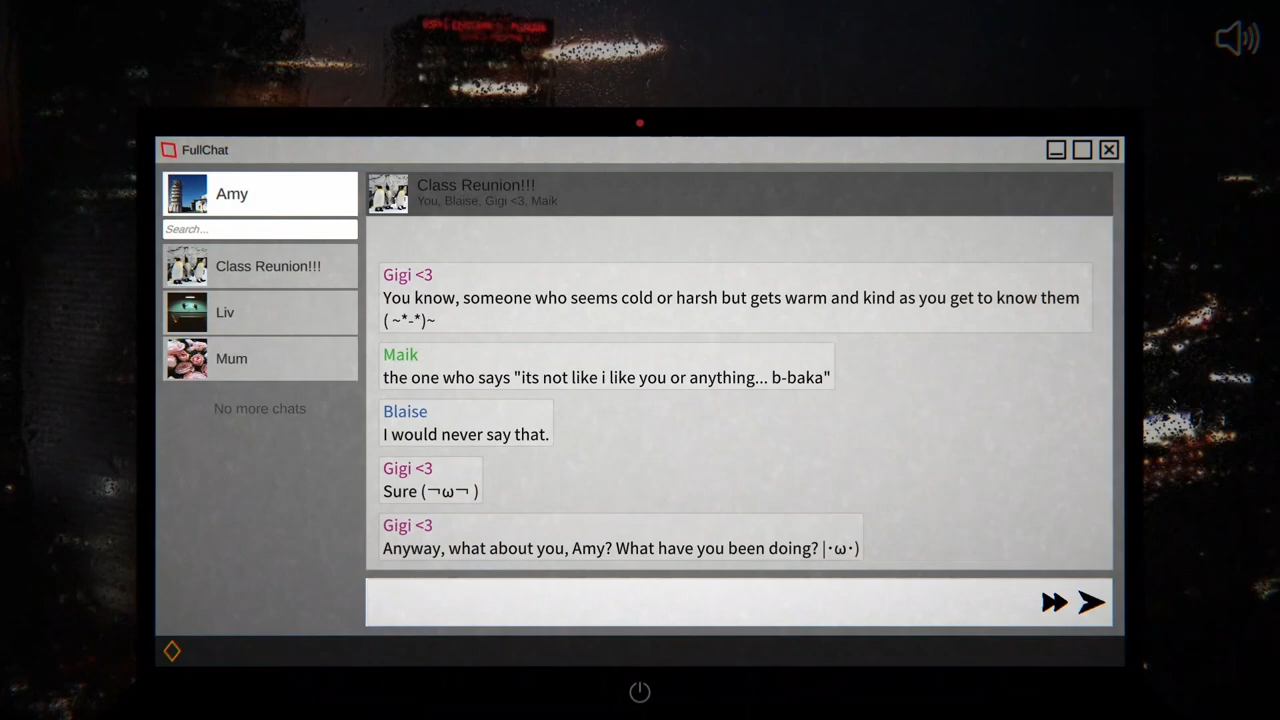 FullChat
Amy
Search...
Class Reunion!!!
Liv
Mum
No more chats
Class Reunion!!!
You, Blaise, Gigi <3, Maik
Gigi <3
You know, someone who seems cold or harsh but gets warm and kind as you get to know them
( ~*-*)~
Maik
the one who says "its not like i like you or anything... b-baka"
Blaise
I would never say that.
Gigi <3
Sure (￢ω￢ )
Gigi <3
Anyway, what about you, Amy? What have you been doing? |･ω･)